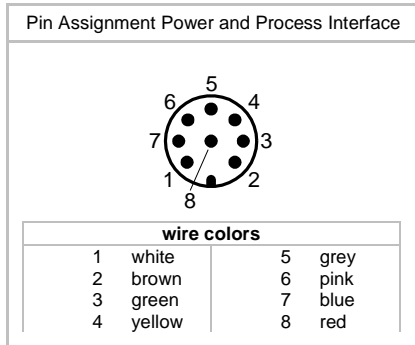 Pin Assignment Power and Process Interface
5
6 4
7 3
1 2
8
wire colors
1 white 5 grey
2 brown 6 pink
3 green 7 blue
4 yellow 8 red